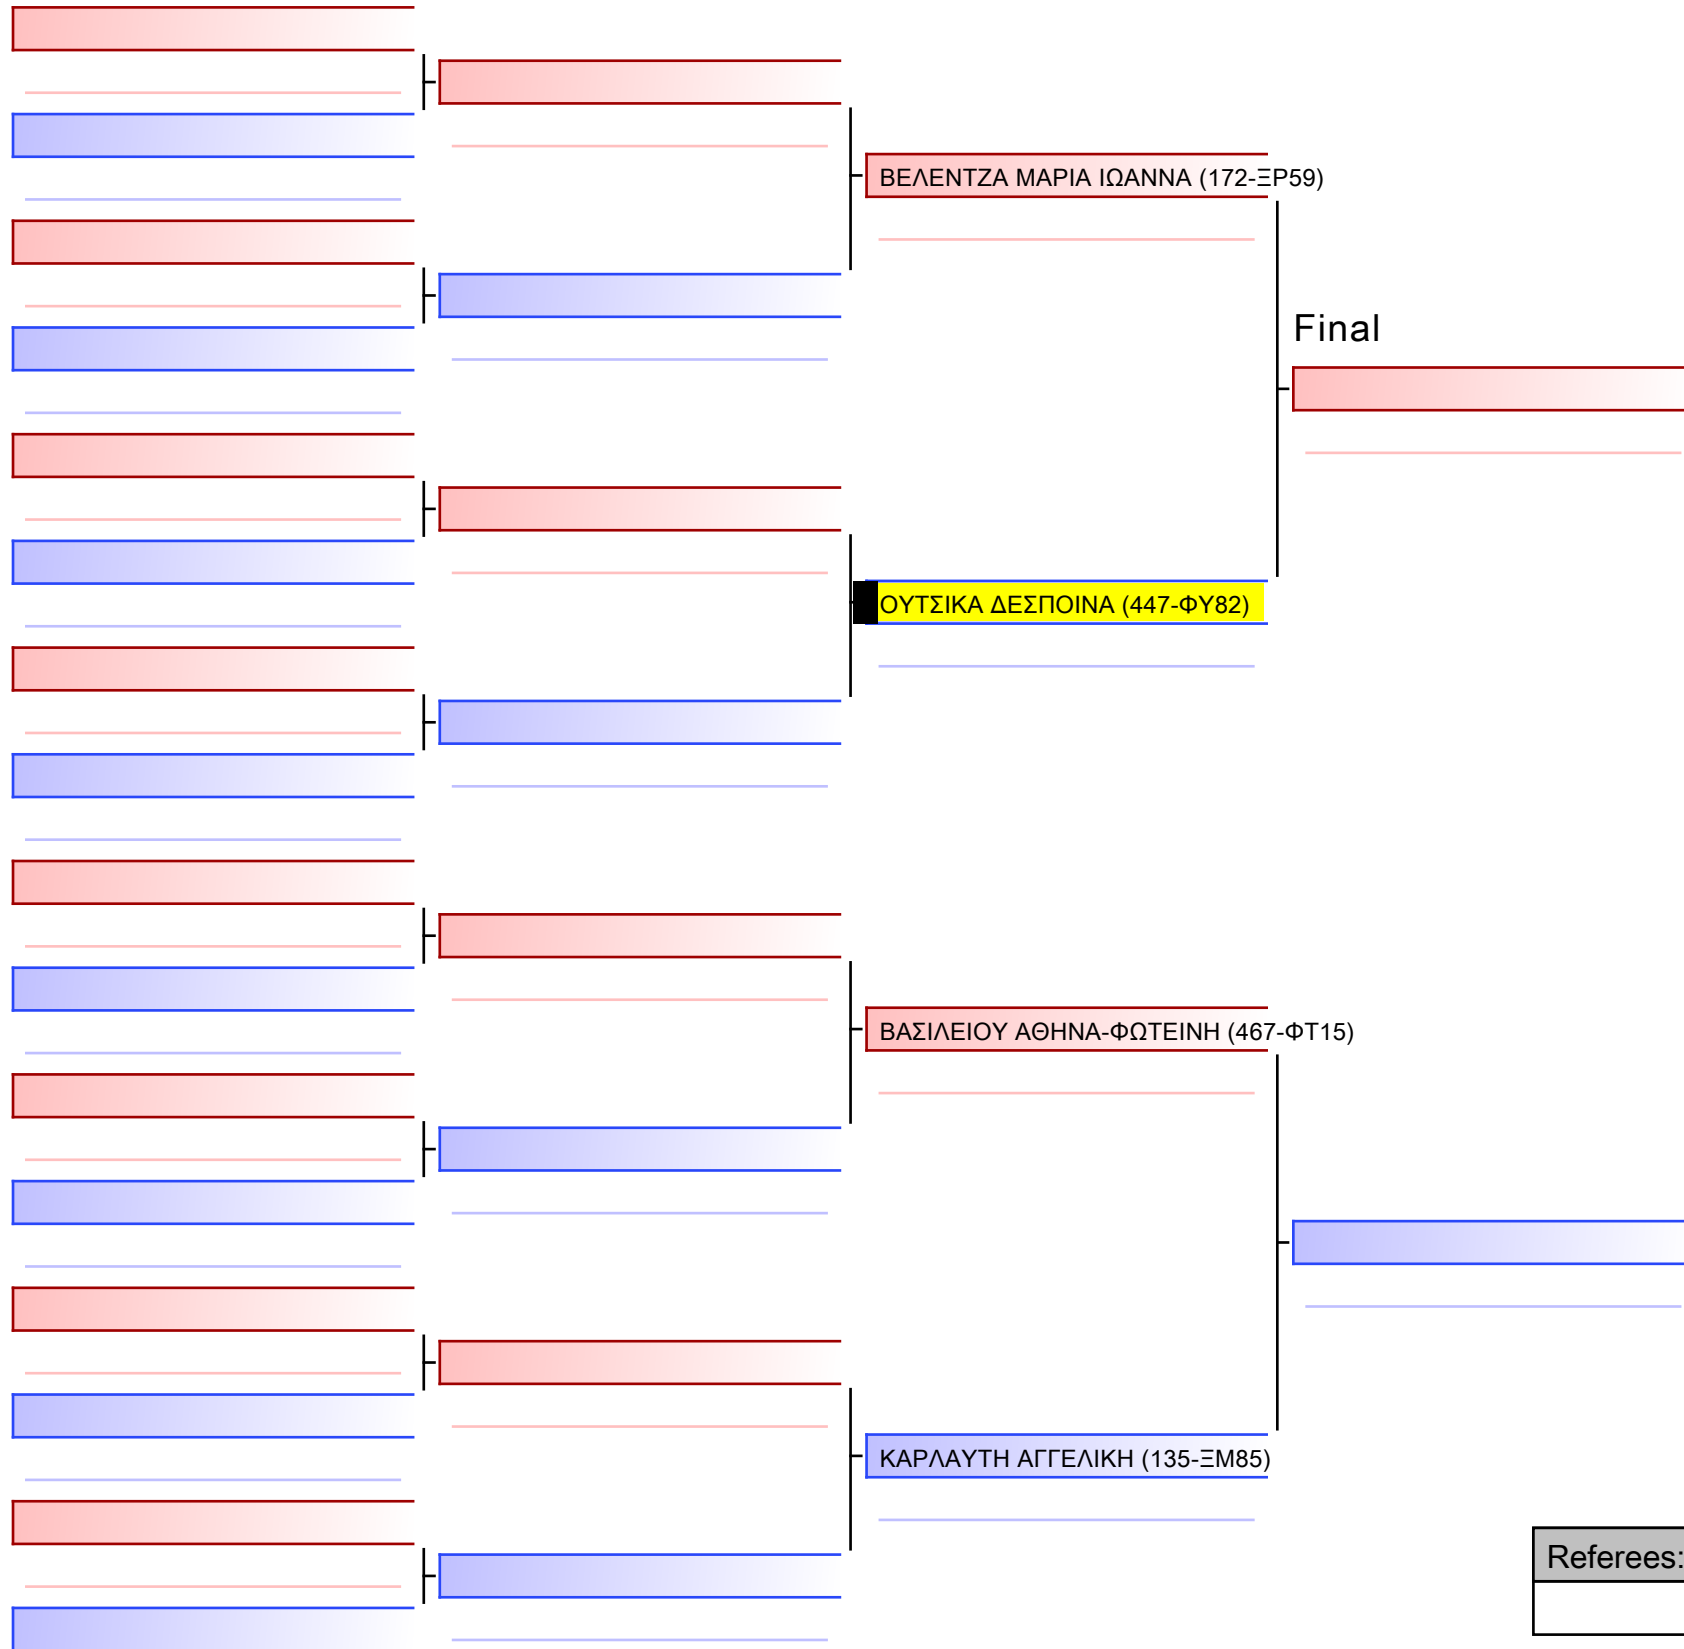 ΒΕΛΕΝΤΖΑ ΜΑΡΙΑ ΙΩΑΝΝΑ (172-ΞΡ59)
Final
ΟΥΤΣΙΚΑ ΔΕΣΠΟΙΝΑ (447-ΦΥ82)
ΒΑΣΙΛΕΙΟΥ ΑΘΗΝΑ-ΦΩΤΕΙΝΗ (467-ΦΤ15)
ΚΑΡΛΑΥΤΗ ΑΓΓΕΛΙΚΗ (135-ΞΜ85)
Referees: